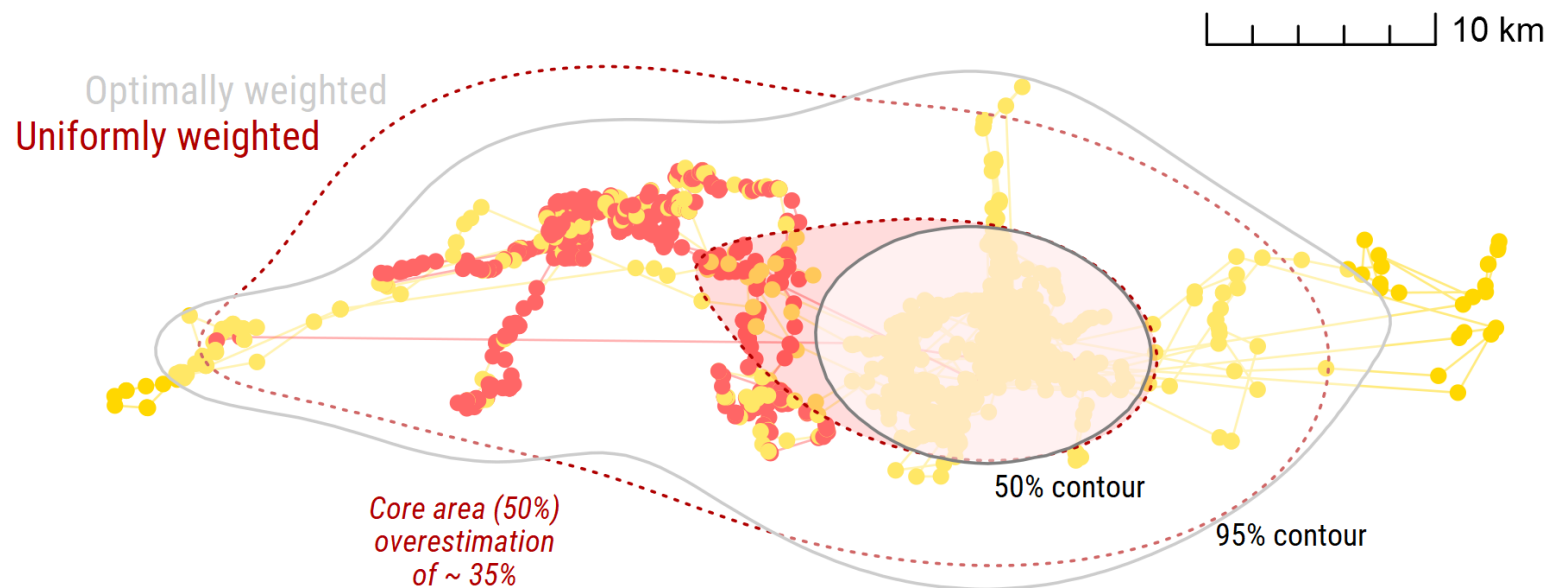 10 km
Optimally weighted
Uniformly weighted
50% contour
95% contour
Core area (50%)
overestimation
of ~ 35%